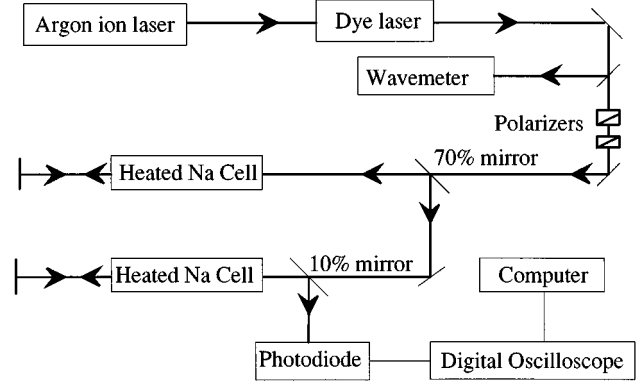 Argon ion laser
Dye laser
Wavemeter
Polarizers
70% mirror
Heated Na Cell
10% mirror
Heated Na Cell
Computer
Photodiode
Digital Oscilloscope